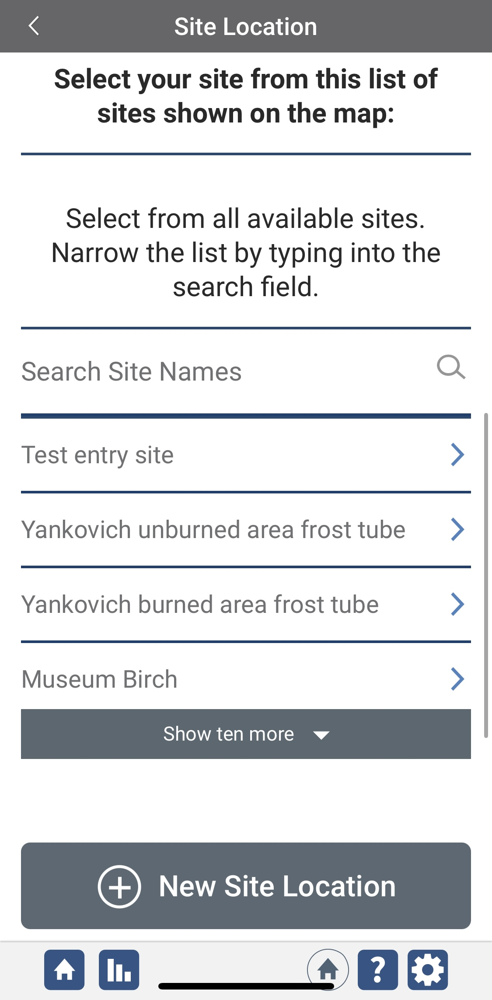 Site Location
Select your site from this list of
sites shown on the map:
Select from all available sites.
Narrow the list by typing into the
search field.
Search Site Names
Test entry site
Yankovich unburned area frost tube
Yankovich burned area frost tube
Museum Birch
Show ten more
New Site Location
?